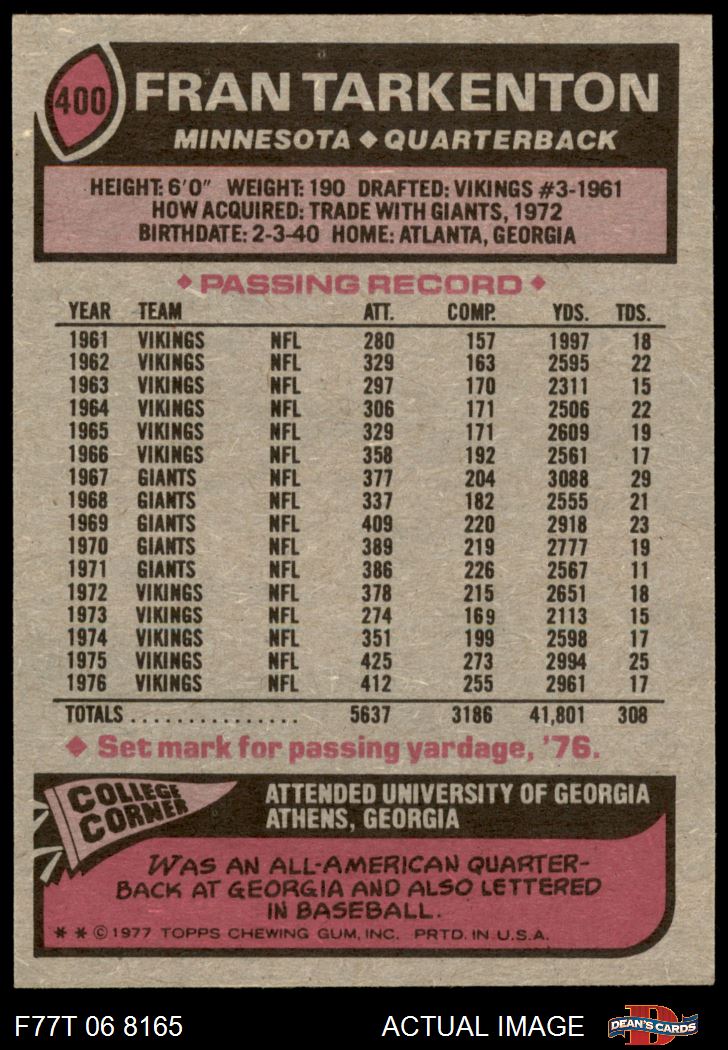 400 FRAN TARKENTON
MINNESOTA ◆ QUARTERBACK
HEIGHT: 6'0" WEIGHT: 190 DRAFTED: VIKINGS #3-1961
HOW ACQUIRED: TRADE WITH GIANTS, 1972
BIRTHDATE: 2-3-40 HOME: ATLANTA, GEORGIA
◆ PASSING RECORD ◆
YEAR TEAM ATT. COMP. YDS. TDS.
1961 VIKINGS NFL 280 157 1997 18
1962 VIKINGS NFL 329 163 2595 22
1963 VIKINGS NFL 297 170 2311 15
1964 VIKINGS NFL 306 171 2506 22
1965 VIKINGS NFL 329 171 2609 19
1966 VIKINGS NFL 358 192 2561 17
1967 GIANTS NFL 377 204 3088 29
1968 GIANTS NFL 337 182 2555 21
1969 GIANTS NFL 409 220 2918 23
1970 GIANTS NFL 389 219 2777 19
1971 GIANTS NFL 386 226 2567 11
1972 VIKINGS NFL 378 215 2651 18
1973 VIKINGS NFL 274 169 2113 15
1974 VIKINGS NFL 351 199 2598 17
1975 VIKINGS NFL 425 273 2994 25
1976 VIKINGS NFL 412 255 2961 17
TOTALS............... 5637 3186 41,801 308
◆ Set mark for passing yardage, '76.
COLLEGE
CORNER
ATTENDED UNIVERSITY OF GEORGIA
ATHENS, GEORGIA
WAS AN ALL-AMERICAN QUARTER-
BACK AT GEORGIA AND ALSO LETTERED
IN BASEBALL.
* * © 1977 TOPPS CHEWING GUM, INC. PRTD. IN U.S.A.
F77T 06 8165 ACTUAL IMAGE D DEAN'S CARDS